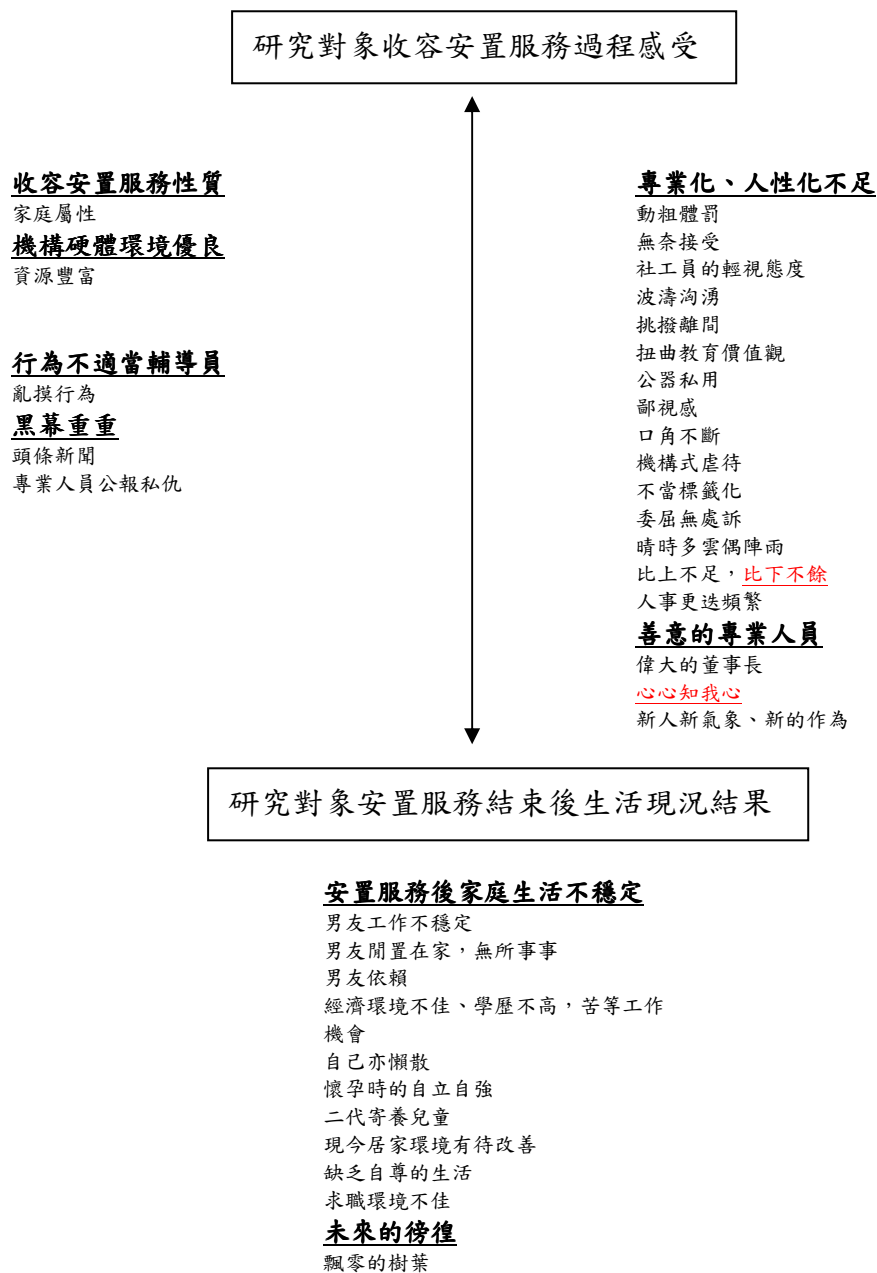 研究對象收容安置服務過程感受
收容安置服務性質
家庭屬性
機構硬體環境優良
資源豐富
行為不適當輔導員
亂摸行為
黑幕重重
頭條新聞
專業人員公報私仇
專業化、人性化不足
動粗體罰
無奈接受
社工員的輕視態度
波濤洶湧
挑撥離間
扭曲教育價值觀
公器私用
鄙視感
口角不斷
機構式虐待
不當標籤化
委屈無處訴
晴時多雲偶陣雨
比上不足，比下不餘
人事更迭頻繁
善意的專業人員
偉大的董事長
心心知我心
新人新氣象、新的作為
研究對象安置服務結束後生活現況結果
安置服務後家庭生活不穩定
男友工作不穩定
男友閒置在家，無所事事
男友依賴
經濟環境不佳、學歷不高，苦等工作
機會
自己亦懶散
懷孕時的自立自強
二代寄養兒童
現今居家環境有待改善
缺乏自尊的生活
求職環境不佳
未來的徬徨
飄零的樹葉